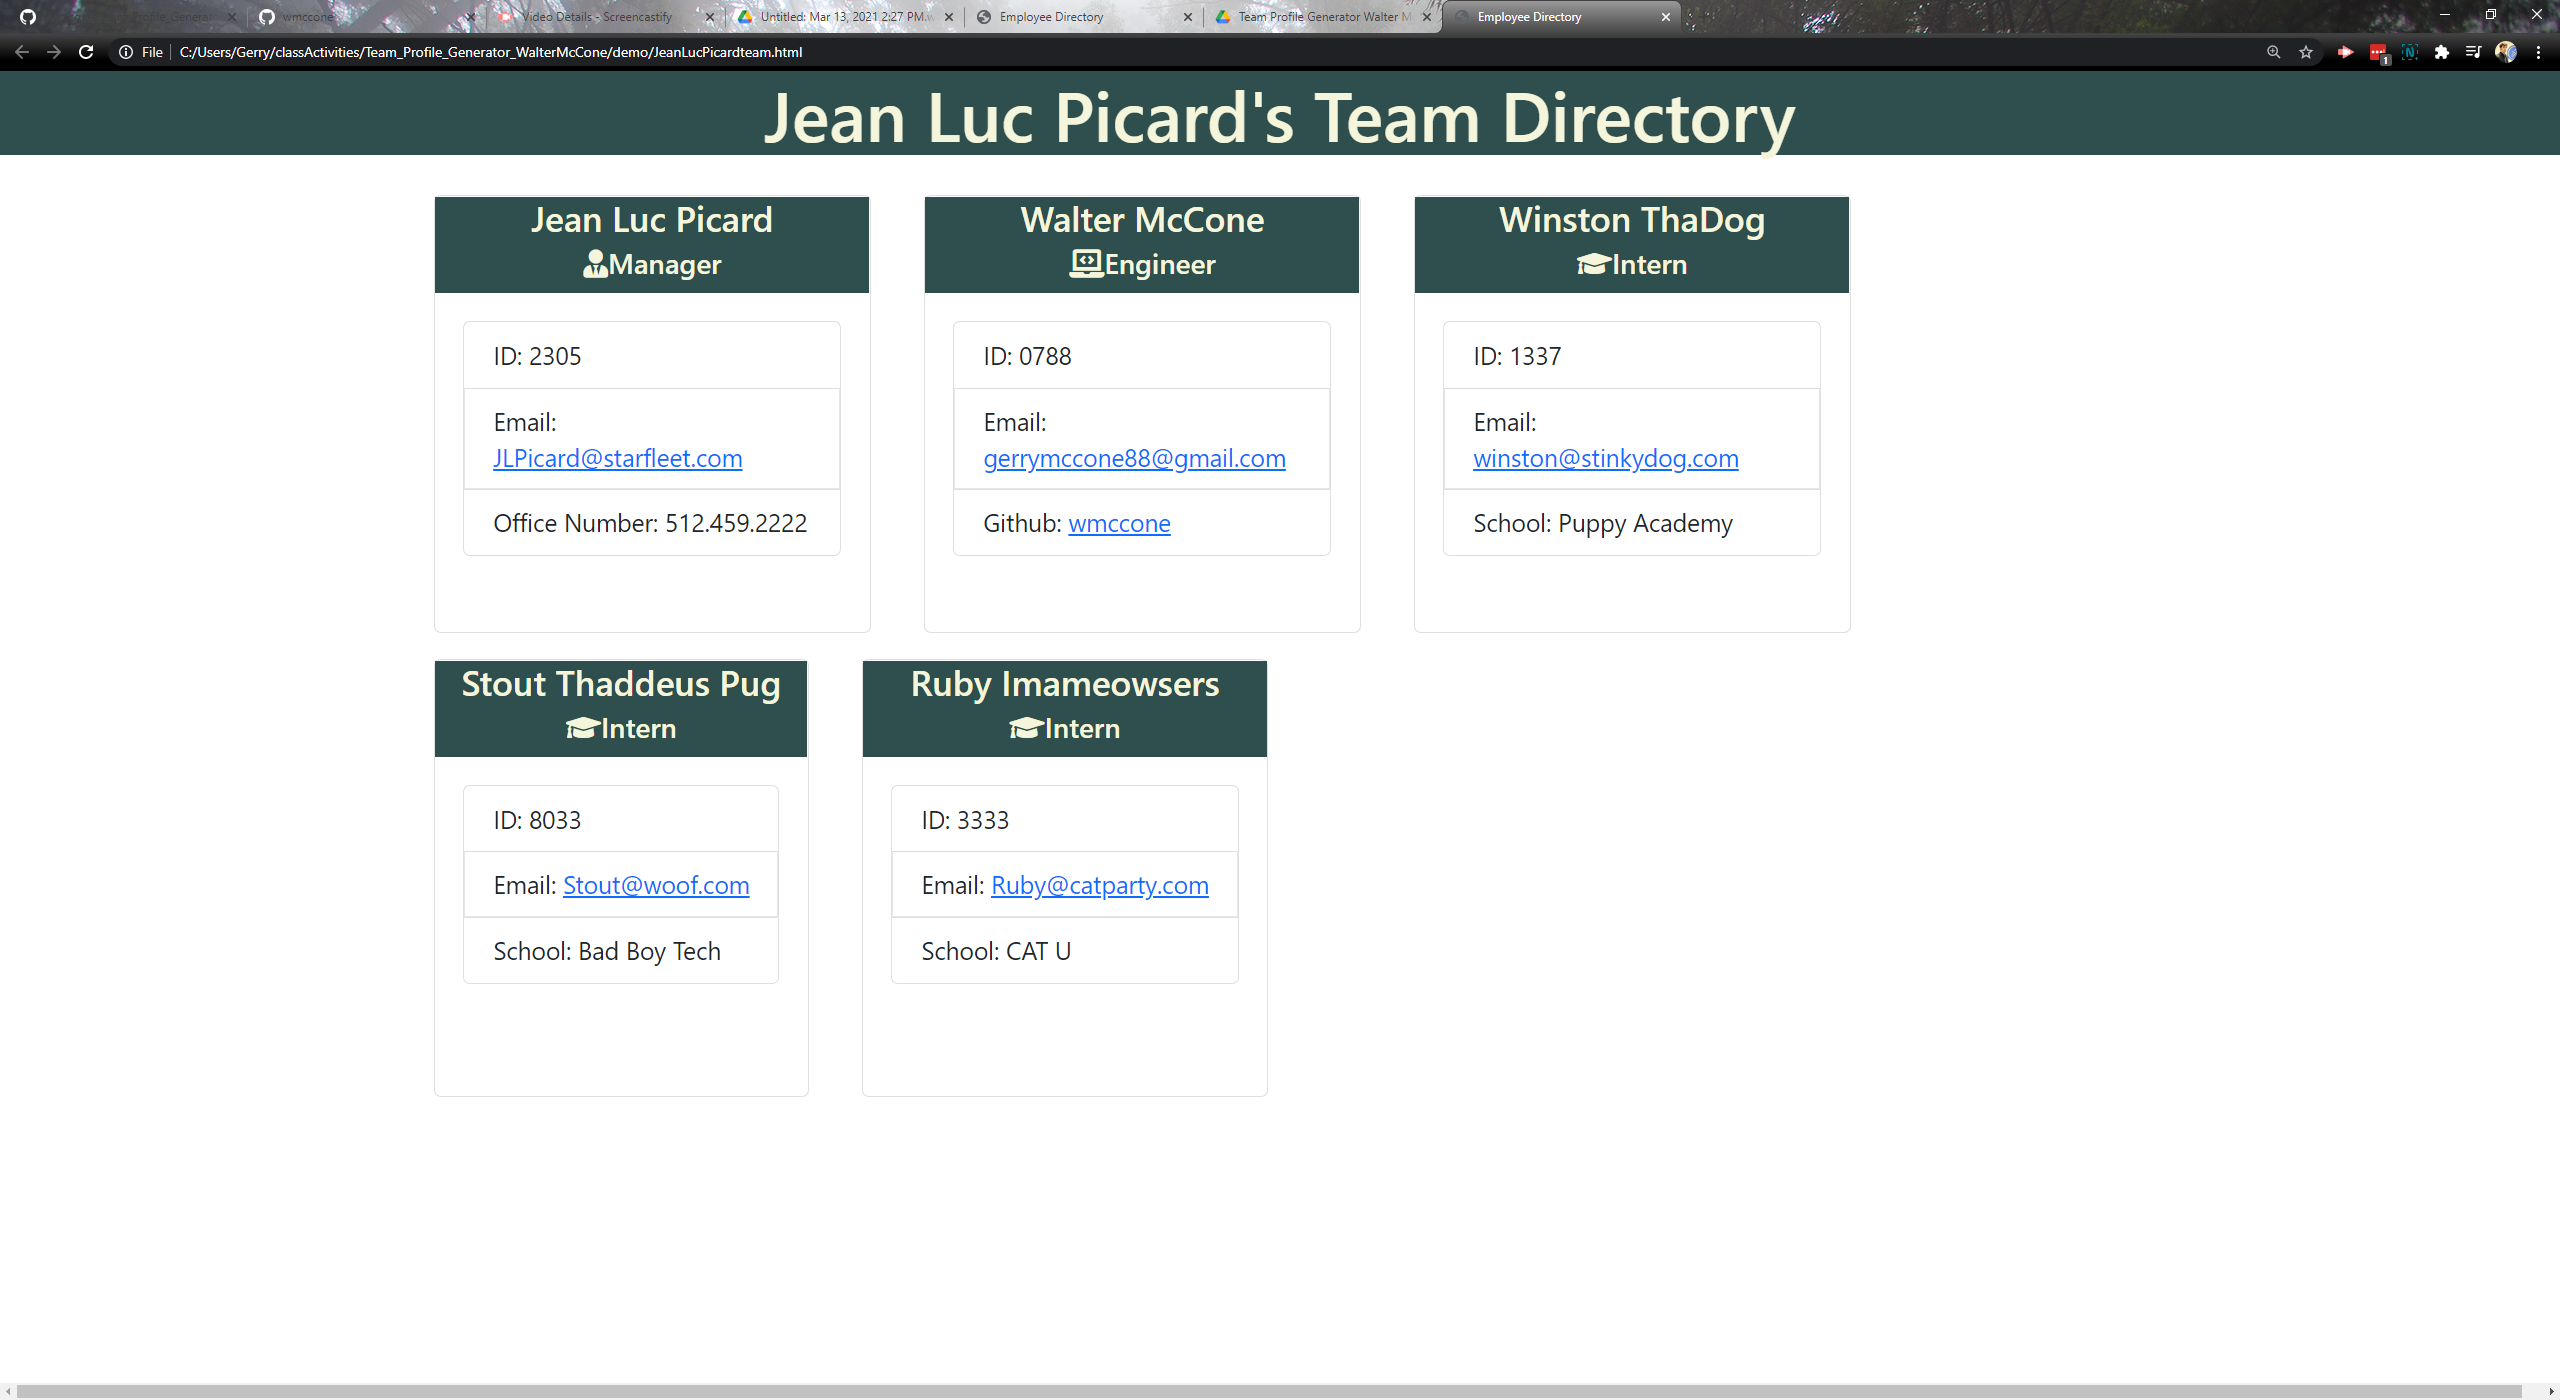 Profile_Generat
wmccone
Video Details - Screencastify
Untitled: Mar 13, 2021 2:27 PM.w
Employee Directory
Team Profile Generator Walter M
Employee Directory
File
C:/Users/Gerry/classActivities/Team_Profile_Generator_WalterMcCone/demo/JeanLucPicardteam.html
1
Jean Luc Picard's Team Directory
Jean Luc Picard
Manager
ID: 2305
Email:
JLPicard@starfleet.com
Office Number: 512.459.2222
Walter McCone
Engineer
ID: 0788
Email:
gerrymccone88@gmail.com
Github: wmccone
Winston ThaDog
Intern
ID: 1337
Email:
winston@stinkydog.com
School: Puppy Academy
Stout Thaddeus Pug
Intern
ID: 8033
Email: Stout@woof.com
School: Bad Boy Tech
Ruby Imameowsers
Intern
ID: 3333
Email: Ruby@catparty.com
School: CAT U